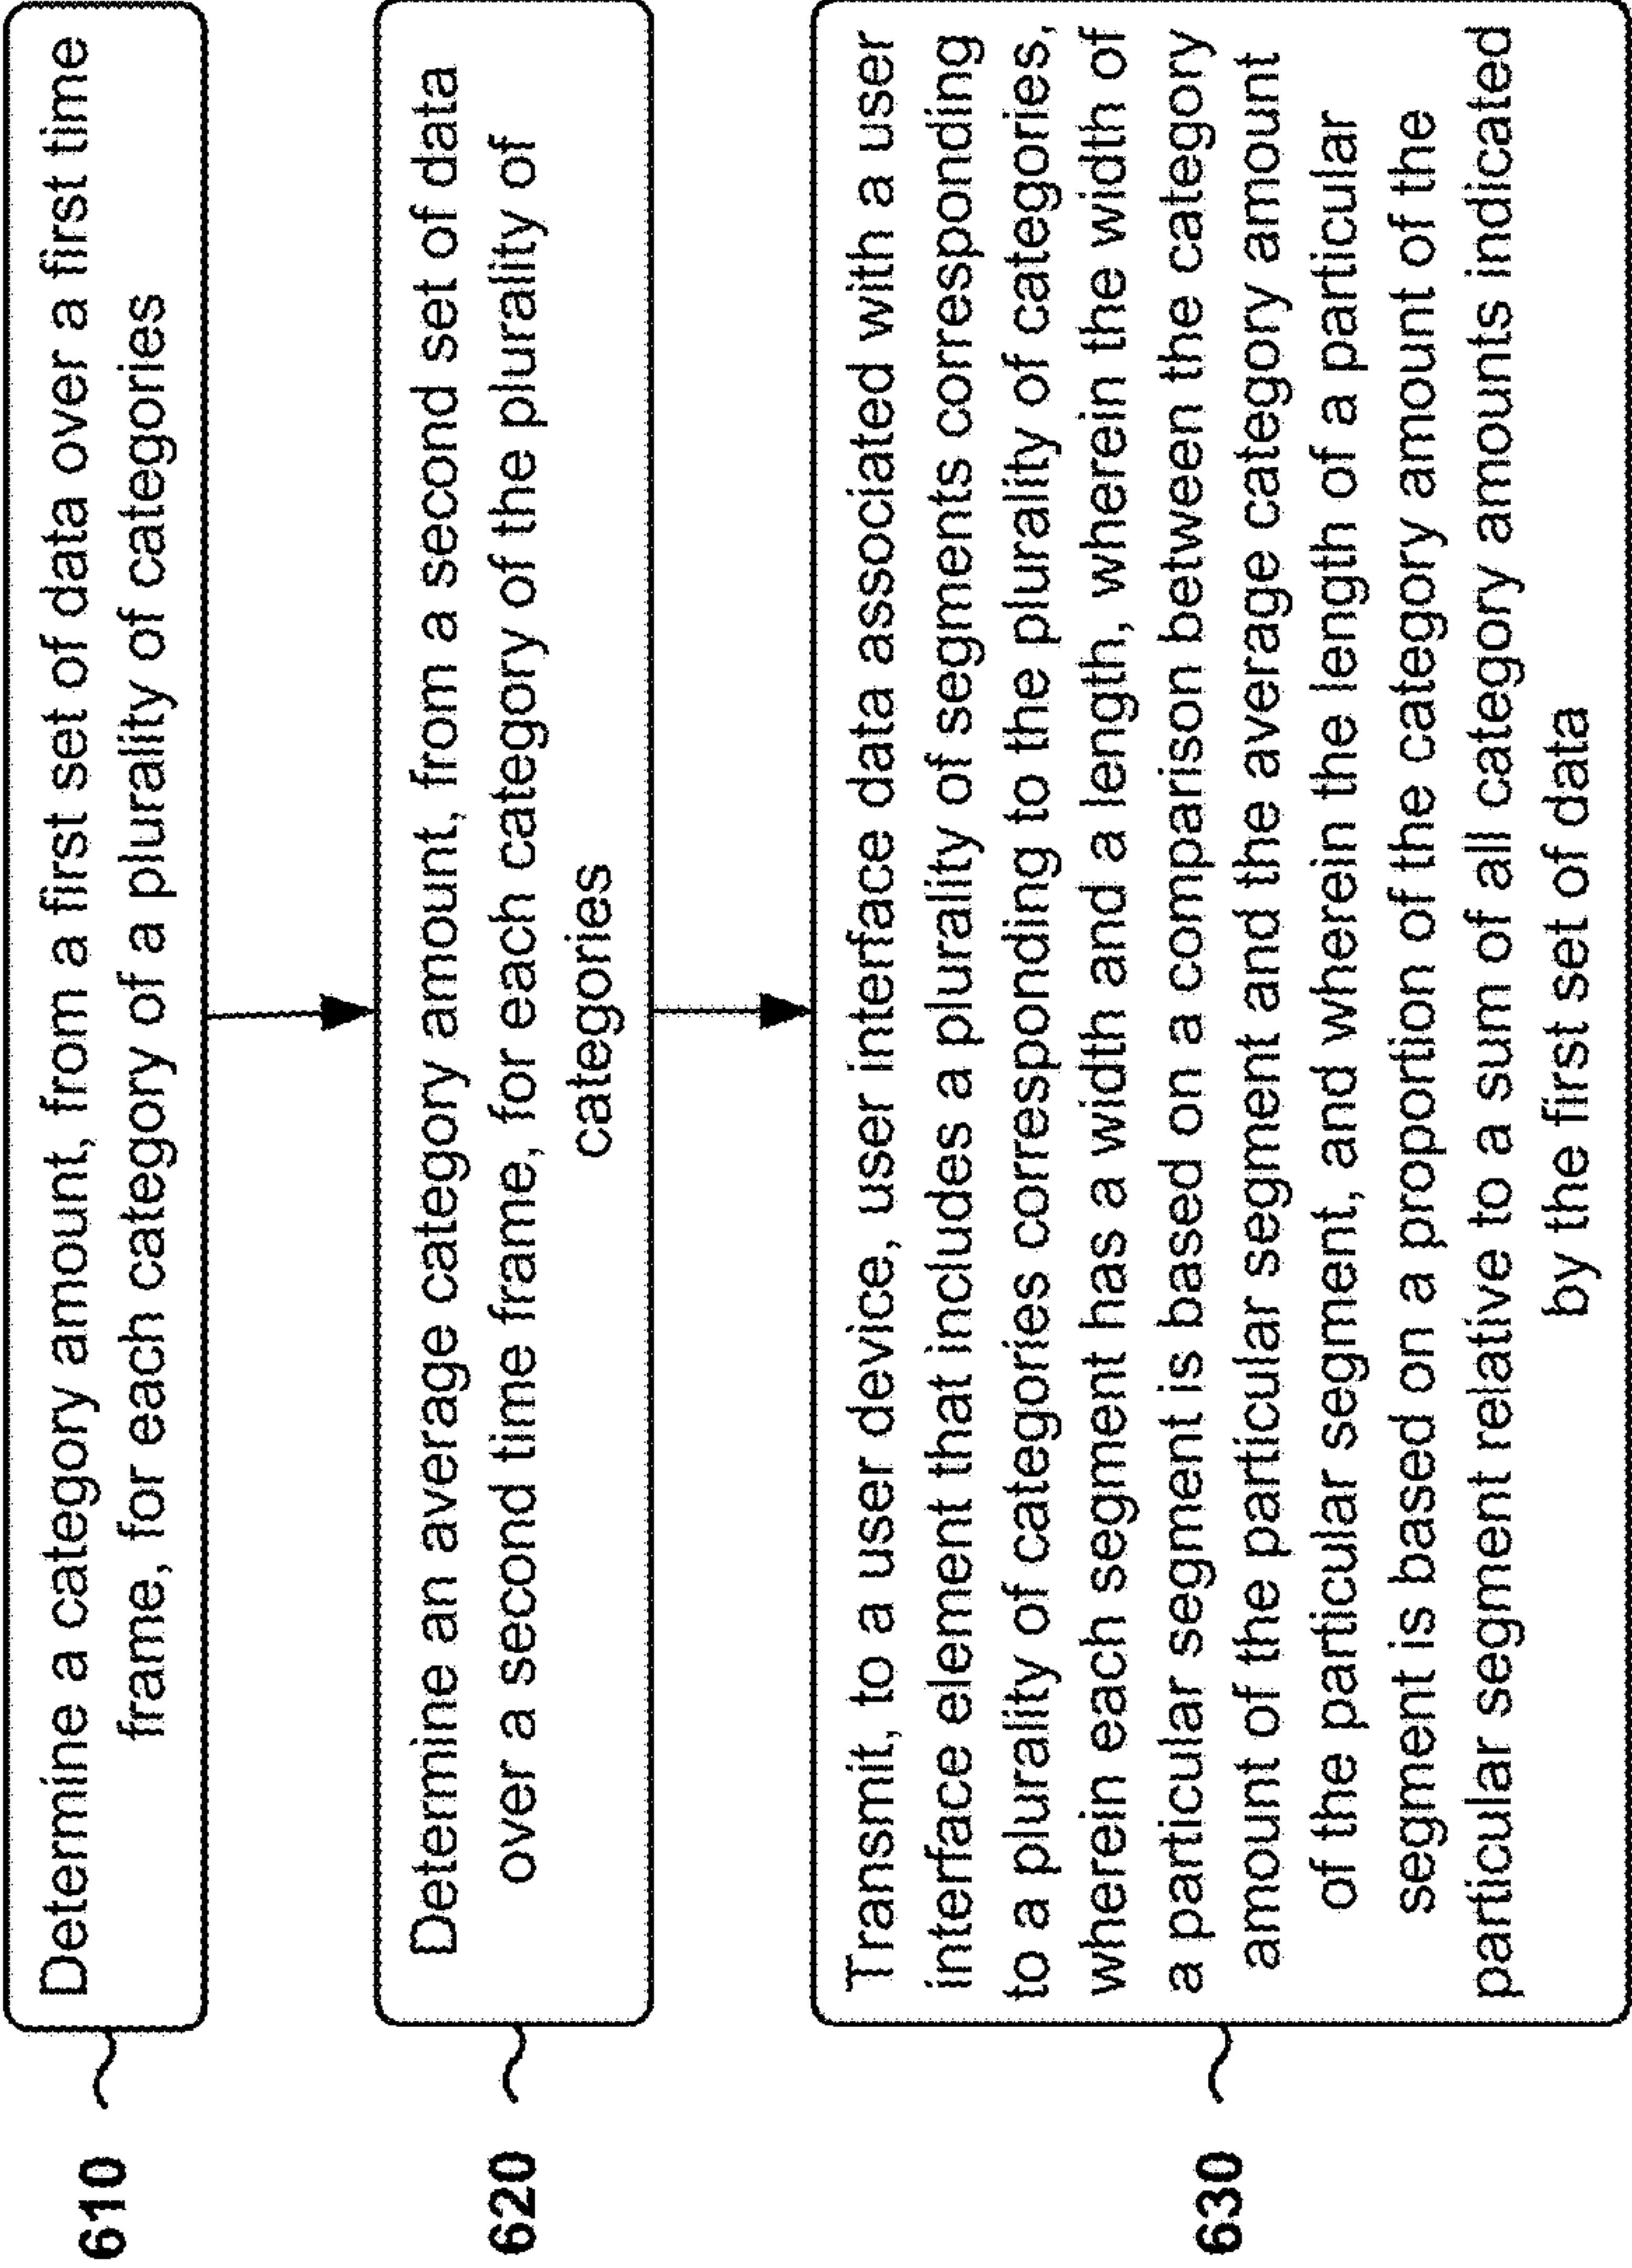 610
Determine a category amount, from a first set of data over a first time
frame, for each category of a plurality of categories
620
Determine an average category amount, from a second set of data
over a second time frame, for each category of the plurality of
categories
630
Transmit, to a user device, user interface data associated with a user
interface element that includes a plurality of segments corresponding
to a plurality of categories corresponding to the plurality of categories,
wherein each segment has a width and a length, wherein the width of
a particular segment is based on a comparison between the category
amount of the particular segment and the average category amount
of the particular segment, and wherein the length of a particular
segment is based on a proportion of the category amount of the
particular segment relative to a sum of all category amounts indicated
by the first set of data